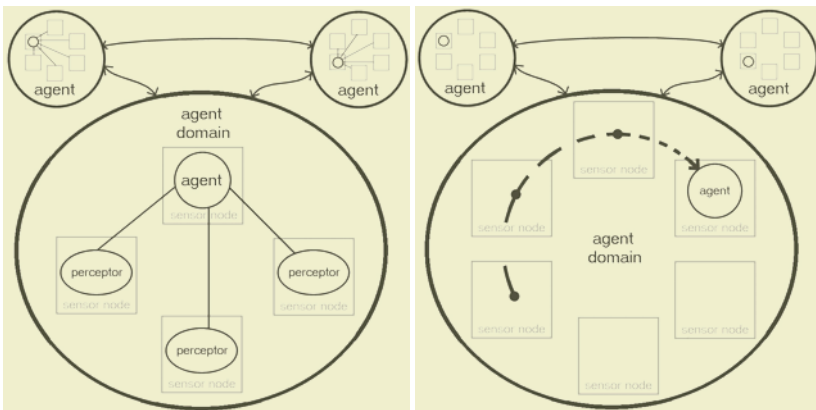 agent
agent
agent
domain
agent
sensor node
perceptor
sensor node
perceptor
sensor node
perceptor
sensor node
agent
agent
sensor node
sensor node
agent
sensor node
agent
domain
sensor node
sensor node
sensor node